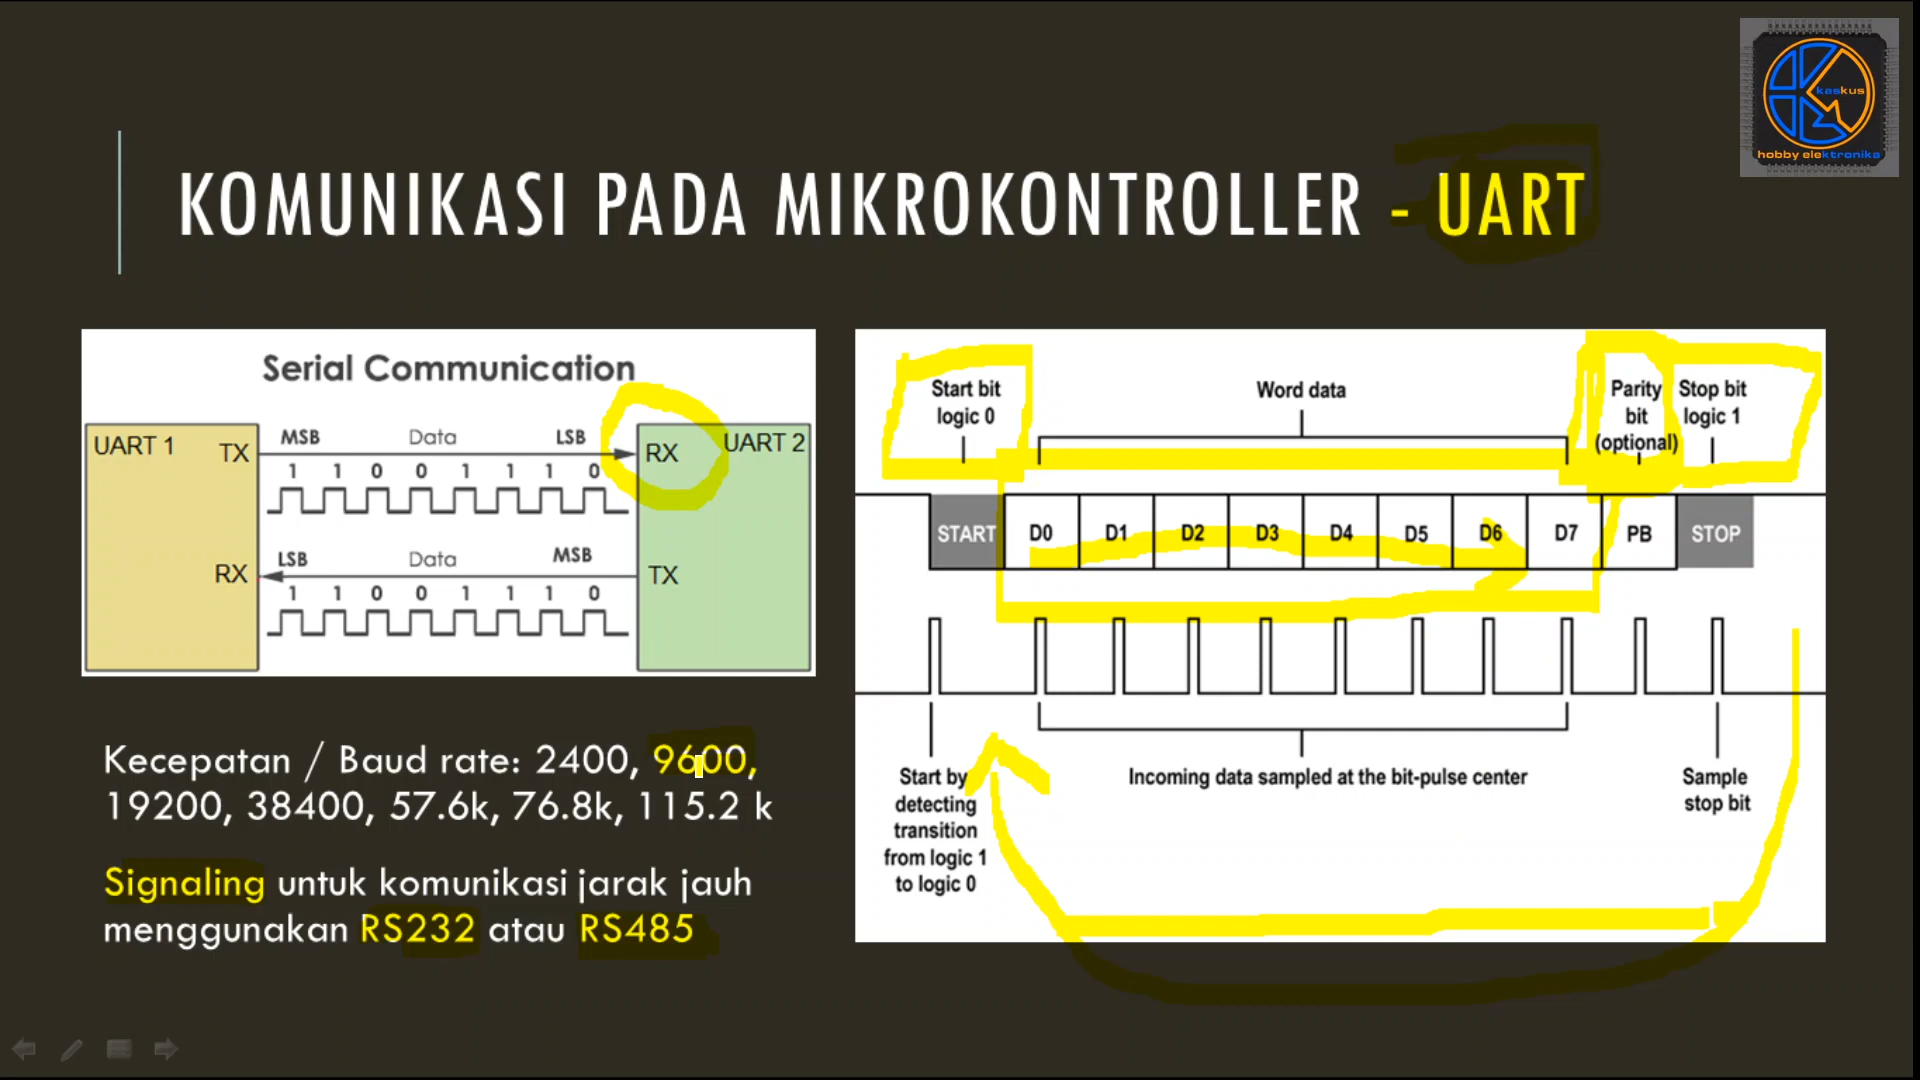 kaskus
hobby elektronika
KOMUNIKASI PADA MIKROKONTROLLER - UART
Serial Communication
UART 1 TX MSB Data LSB RX UART 2
1 1 0 0 1 1 1 0
RX LSB Data MSB TX
1 1 0 0 1 1 1 0
Kecepatan / Baud rate: 2400, 9600,
19200, 38400, 57.6k, 76.8k, 115.2 k
Signaling untuk komunikasi jarak jauh
menggunakan RS232 atau RS485
Start bit
logic 0
Word data
Parity
bit
(optional)
Stop bit
logic 1
START D0 D1 D2 D3 D4 D5 D6 D7 PB STOP
Start by
detecting
transition
from logic 1
to logic 0
Incoming data sampled at the bit-pulse center
Sample
stop bit